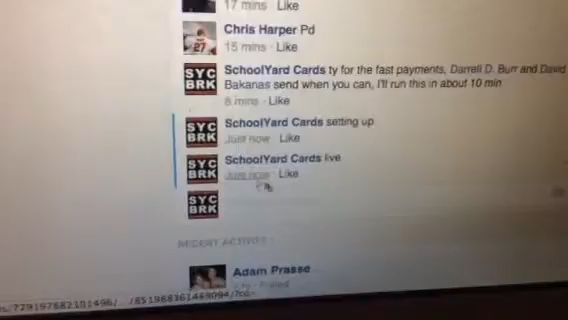 17 mins · Like
Chris Harper Pd
15 mins · Like
SYC
BRK
SchoolYard Cards ty for the fast payments, Darrell D. Burr and David
Bakanas send when you can, I'll run this in about 10 min
8 mins · Like
SYC
BRK
SchoolYard Cards setting up
Just now · Like
SYC
BRK
SchoolYard Cards live
Just now · Like
SYC
BRK
RECENT ACTIVITY
Adam Prasse